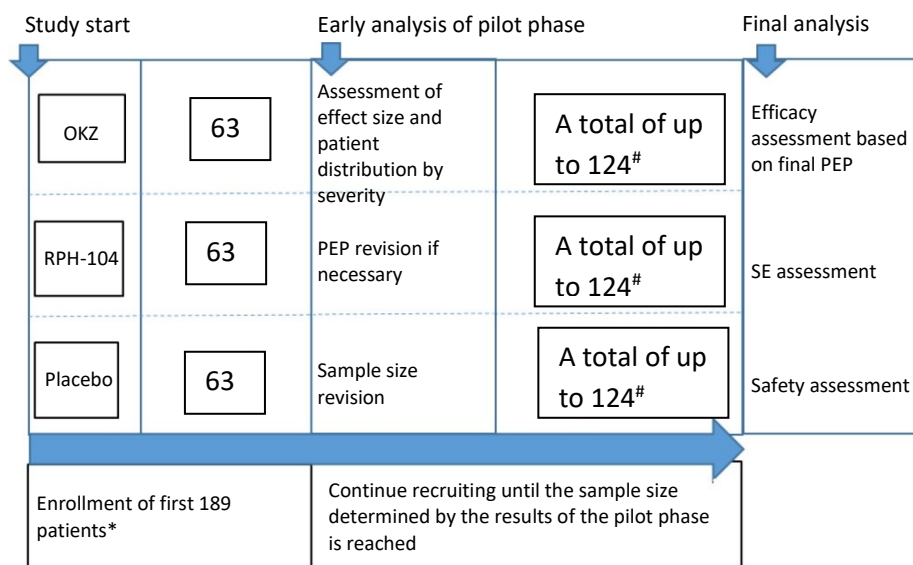 Study start
Early analysis of pilot phase
Final analysis
OKZ
63
Assessment of
effect size and
patient
distribution by
severity
A total of up
to 124#
Efficacy
assessment based
on final PEP
RPH-104
63
PEP revision if
necessary
A total of up
to 124#
SE assessment
Placebo
63
Sample size
revision
A total of up
to 124#
Safety assessment
Enrollment of first 189
patients*
Continue recruiting until the sample size
determined by the results of the pilot phase
is reached